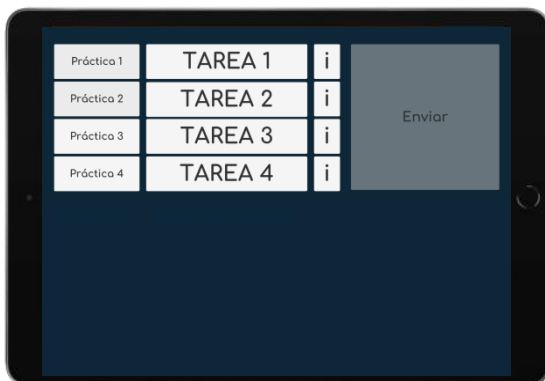 Práctica 1 TAREA 1 i
Práctica 2 TAREA 2 i
Enviar
Práctica 3 TAREA 3 i
Práctica 4 TAREA 4 i